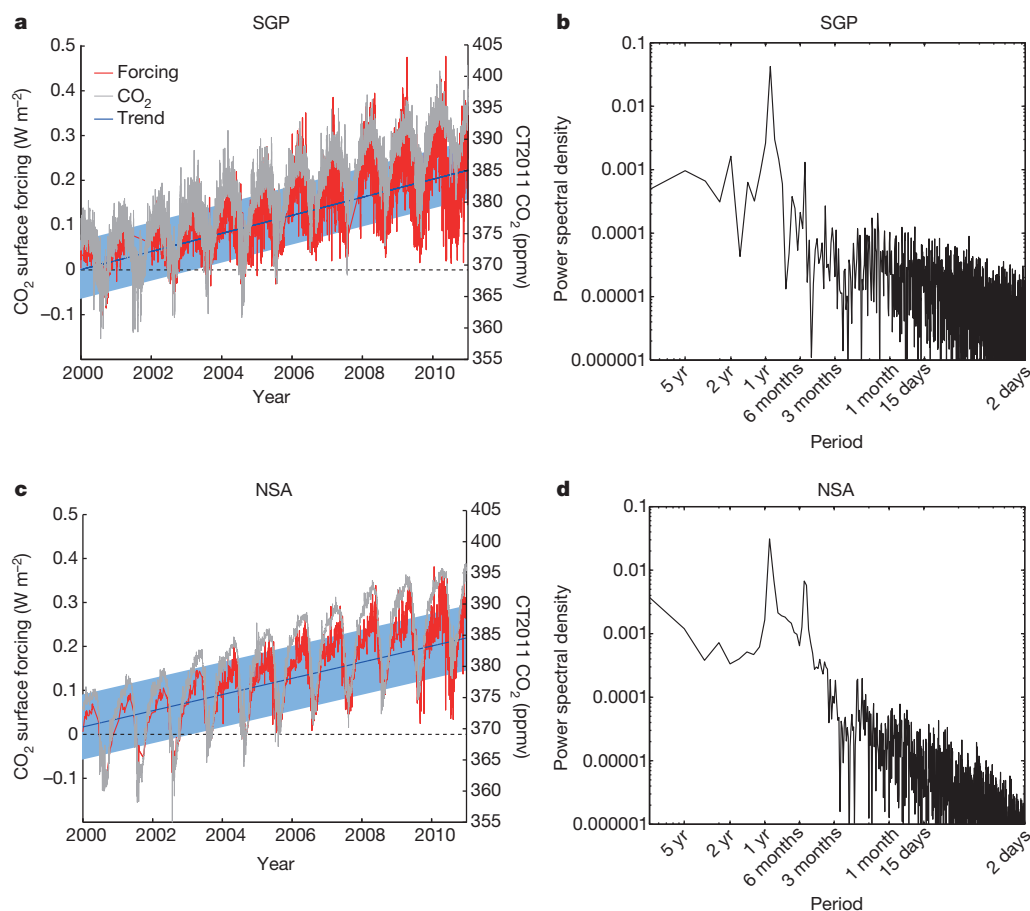 a
SGP
0.5
0.4
0.3
0.2
0.1
0
−0.1
CO2 surface forcing (W m−2)
Forcing
CO2
Trend
405
400
395
390
385
380
375
370
365
360
355
CT2011 CO2 (ppmv)
2000 2002 2004 2006 2008 2010
Year
b
SGP
0.1
0.01
0.001
0.0001
0.00001
0.000001
Power spectral density
5 yr 2 yr 1 yr 6 months 3 months 1 month 15 days 2 days
Period
c
NSA
0.5
0.4
0.3
0.2
0.1
0
−0.1
CO2 surface forcing (W m−2)
405
400
395
390
385
380
375
370
365
360
355
CT2011 CO2 (ppmv)
2000 2002 2004 2006 2008 2010
Year
d
NSA
0.1
0.01
0.001
0.0001
0.00001
0.000001
Power spectral density
5 yr 2 yr 1 yr 6 months 3 months 1 month 15 days 2 days
Period